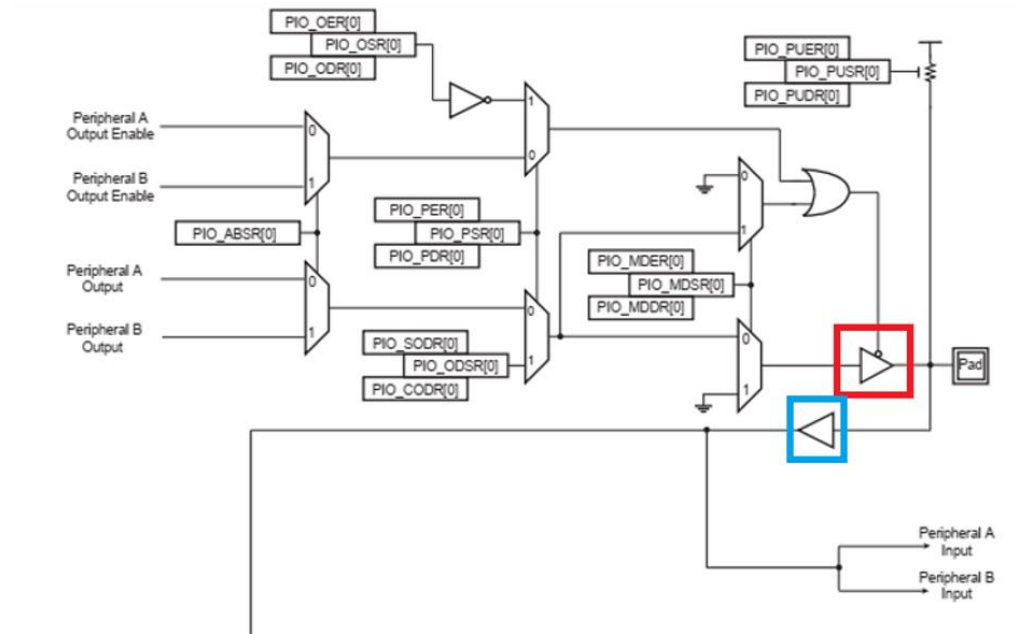 PIO_OER[0]
PIO_OSR[0]
PIO_ODR[0]
PIO_PUER[0]
PIO_PUSR[0]
PIO_PUDR[0]
1
0
Peripheral A
Output Enable
0
Peripheral B
Output Enable
1
PIO_ABSR[0]
PIO_PER[0]
PIO_PSR[0]
PIO_PDR[0]
0
1
PIO_MDER[0]
PIO_MDSR[0]
PIO_MDDR[0]
Peripheral A
Output
0
Peripheral B
Output
1
0
1
PIO_SODR[0]
PIO_ODSR[0]
PIO_CODR[0]
0
1
Pad
Peripheral A
Input
Peripheral B
Input